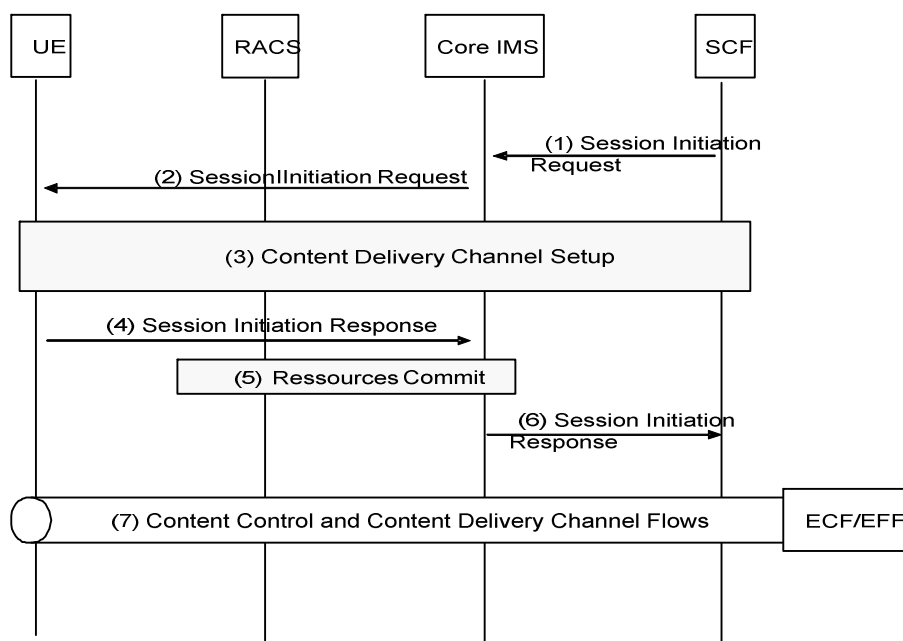 UE
RACS
Core IMS
SCF
(1) Session Initiation
Request
(2) SessionIInitiation Request
(3) Content Delivery Channel Setup
(4) Session Initiation Response
(5) Ressources Commit
(6) Session Initiation
Response
(7) Content Control and Content Delivery Channel Flows
ECF/EFF